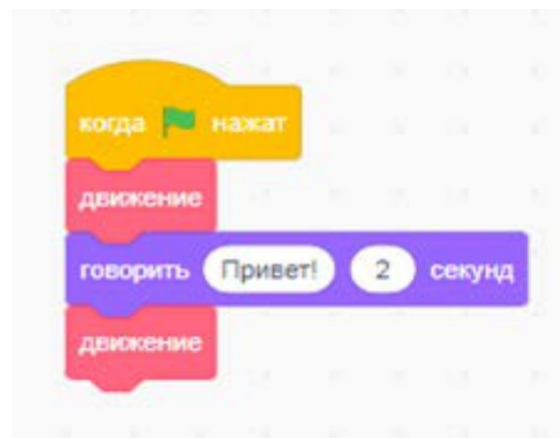 когда нажат
движение
говорить Привет! 2 секунд
движение